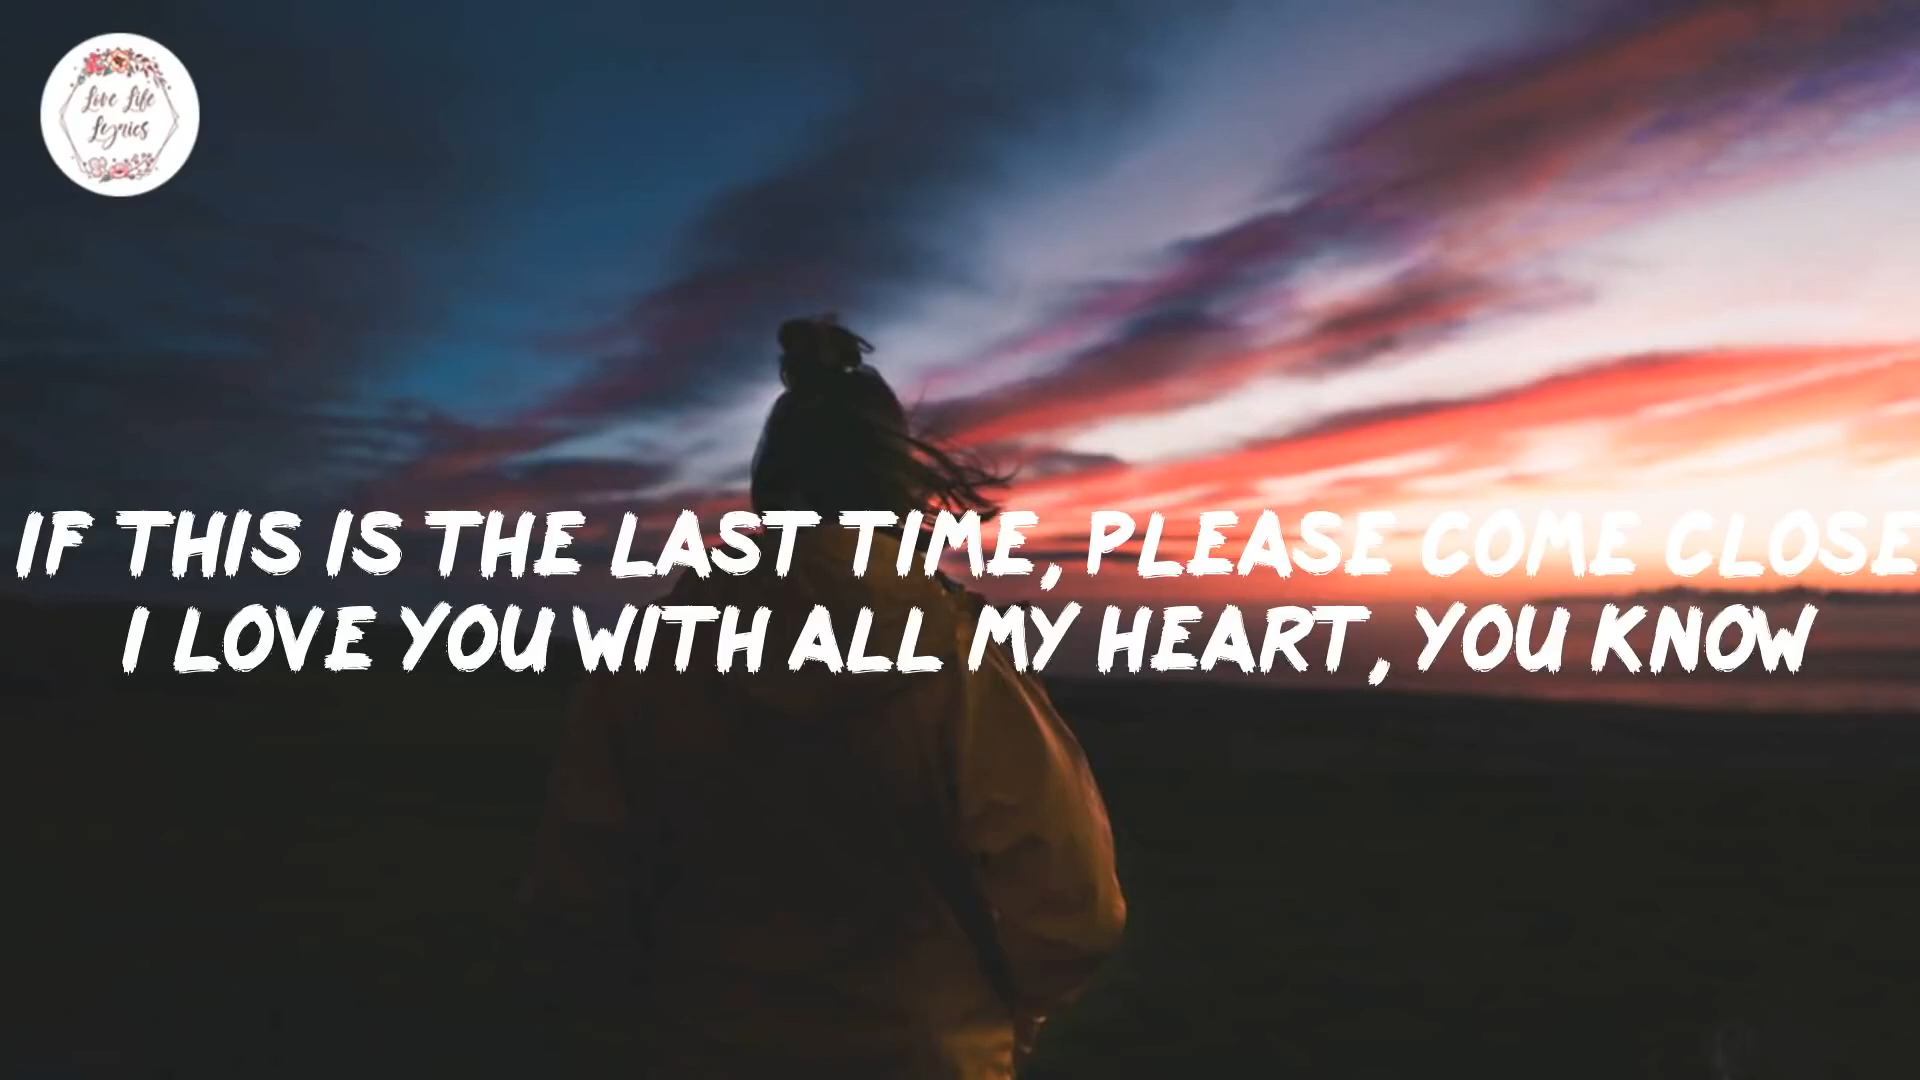 Love Life
Lyrics
IF THIS IS THE LAST TIME, PLEASE COME CLOSE
I LOVE YOU WITH ALL MY HEART, YOU KNOW